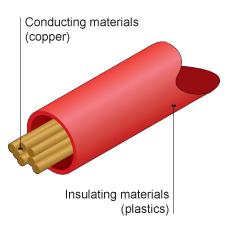 Conducting materials
(copper)
Insulating materials
(plastics)